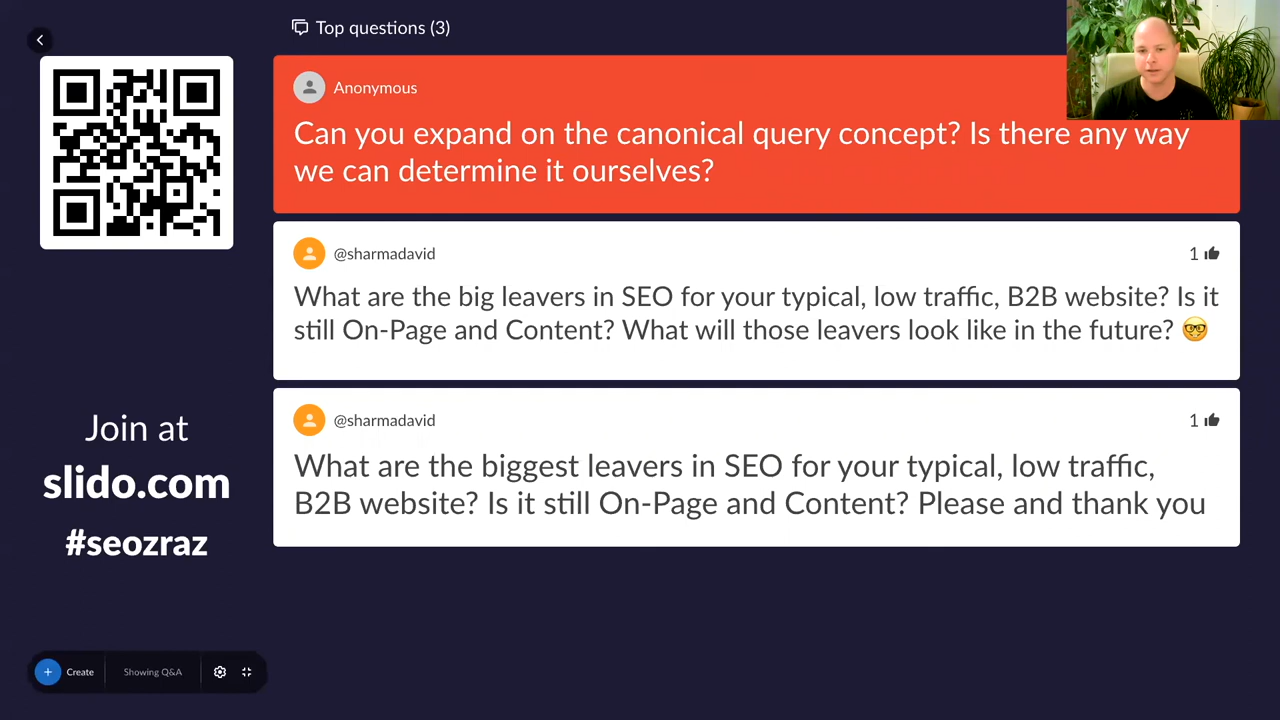 Top questions (3)
Anonymous
Can you expand on the canonical query concept? Is there any way
we can determine it ourselves?
@sharmadavid
1
What are the big leavers in SEO for your typical, low traffic, B2B website? Is it
still On-Page and Content? What will those leavers look like in the future? 🤓
@sharmadavid
1
What are the biggest leavers in SEO for your typical, low traffic,
B2B website? Is it still On-Page and Content? Please and thank you
Join at
slido.com
#seozraz
Create
Showing Q&A